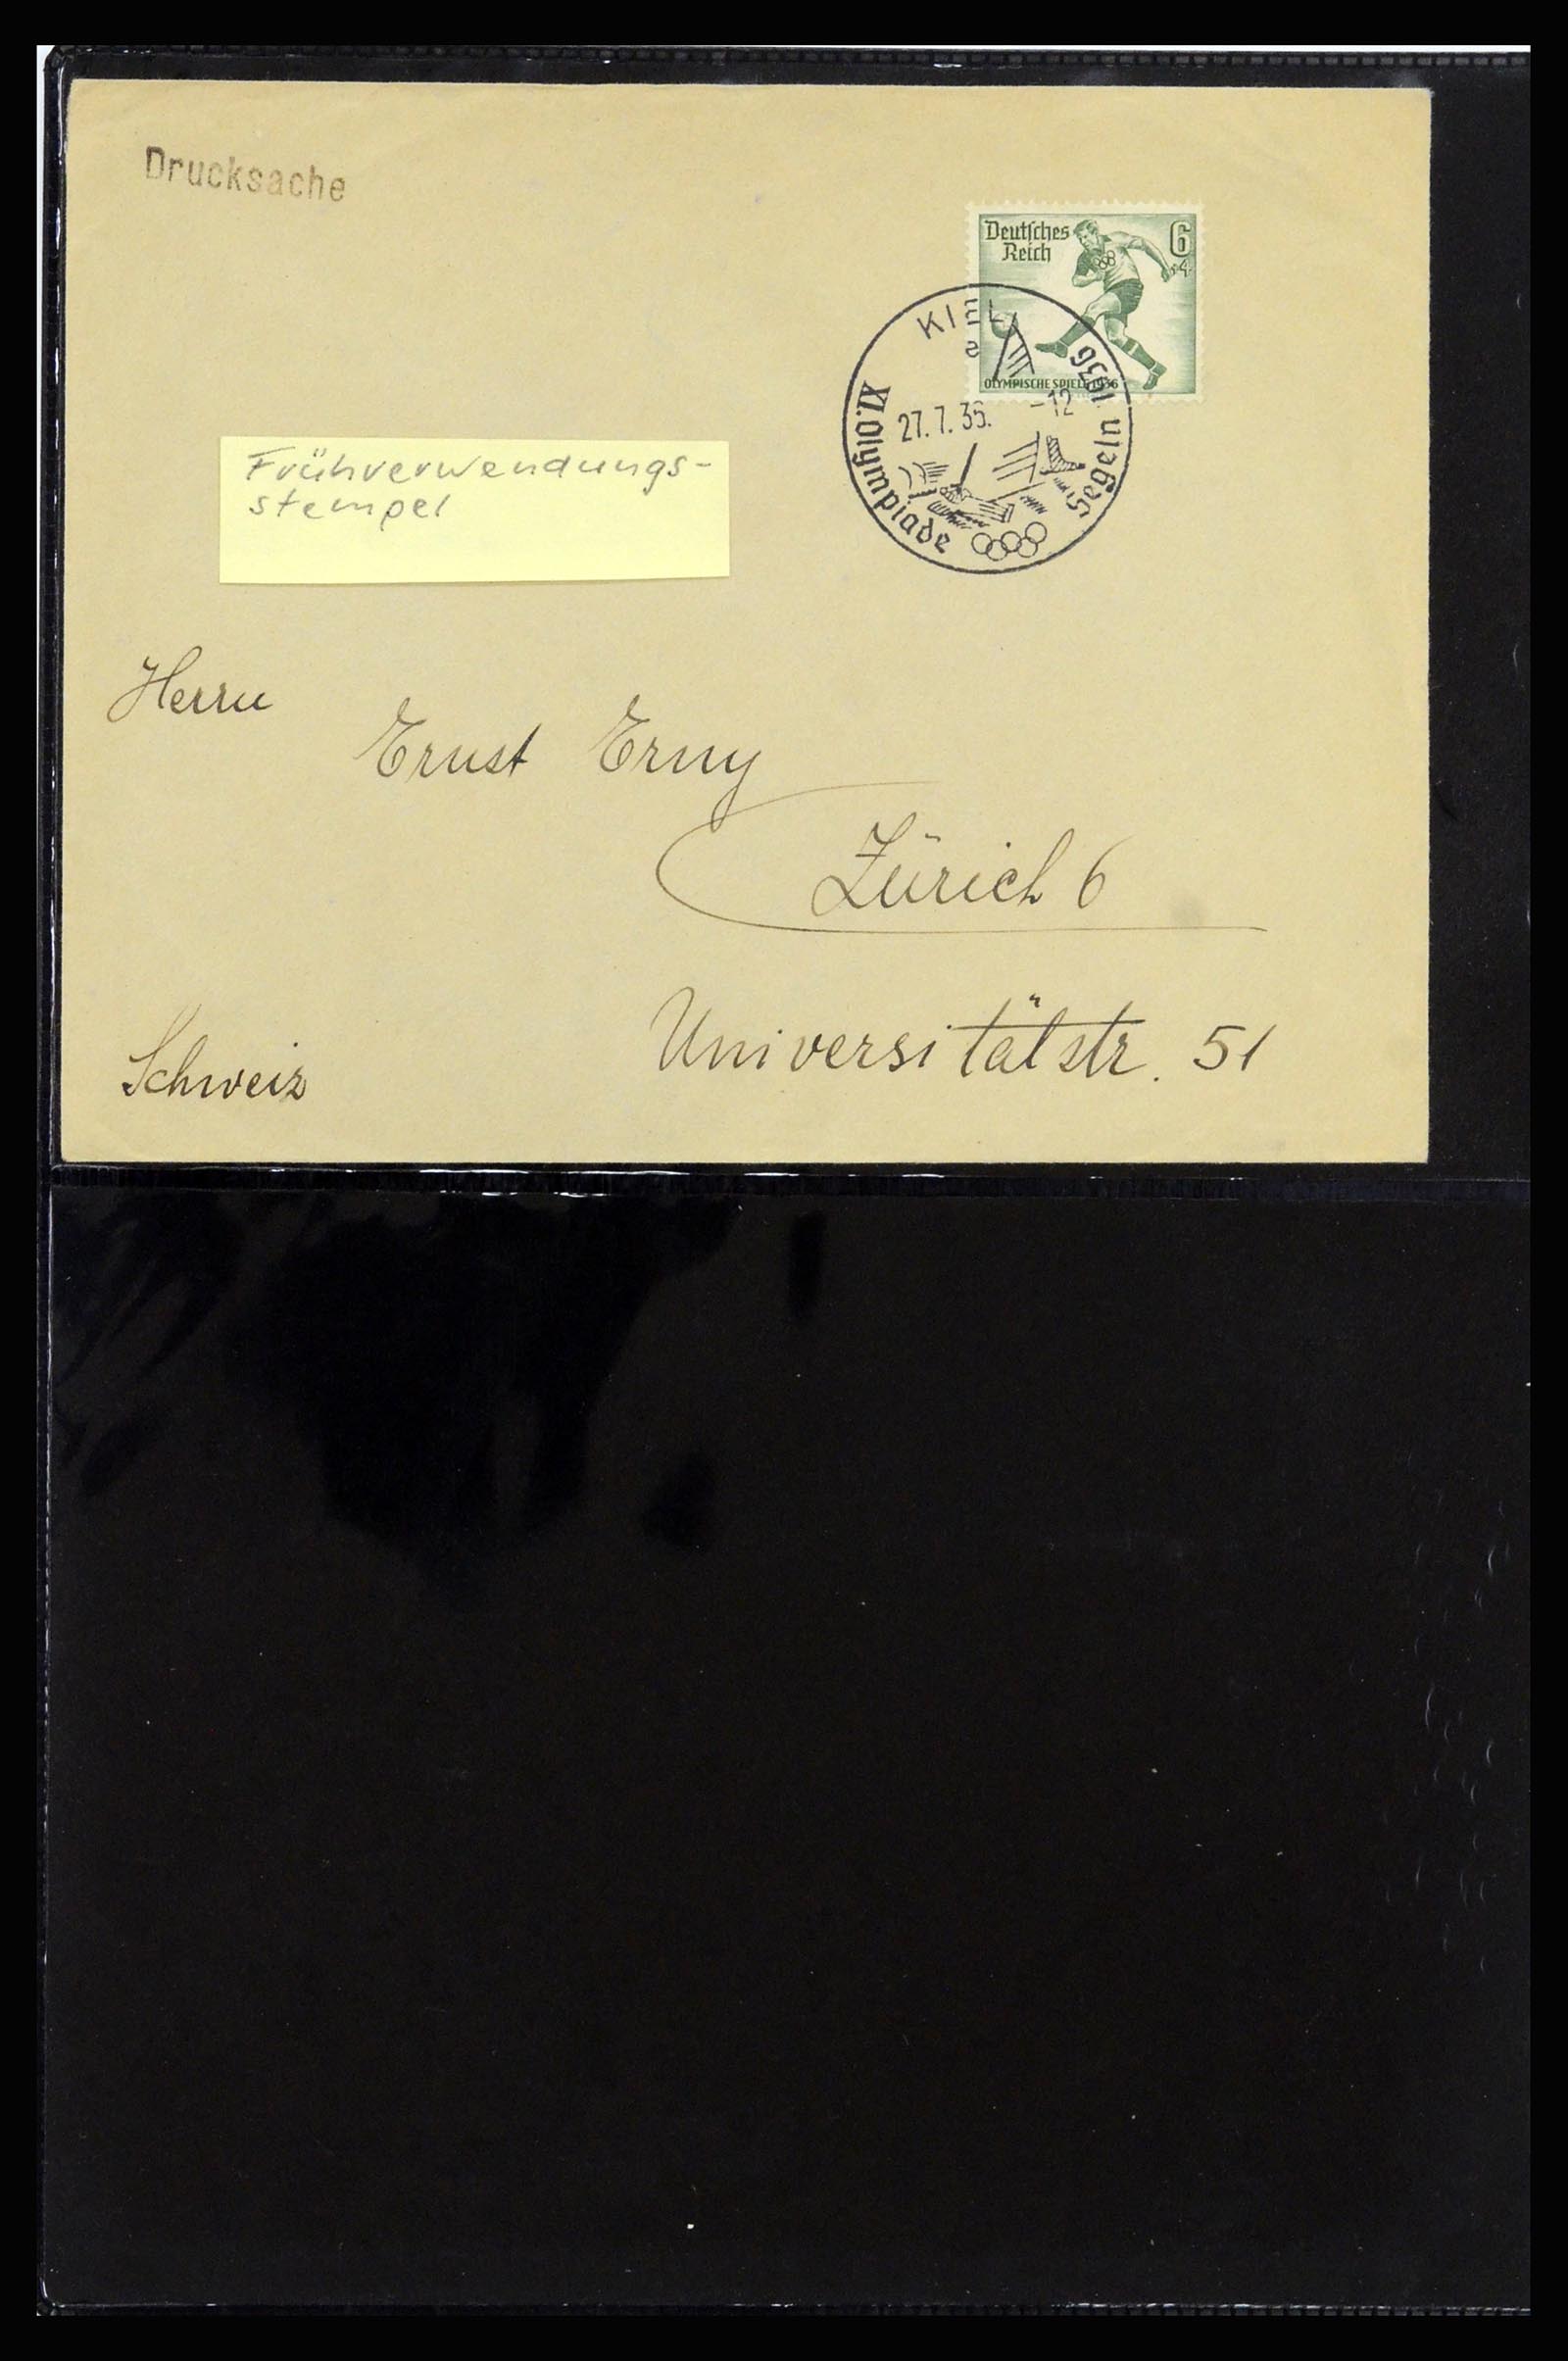 Drucksache
Deutsches
Reich
6
+4
OLYMPISCHE SPIELE 1936
KIEL
a
27.7.36. -12
XI. Olympiade
Segeln 1936
Frühverwendungs-
stempel
Herrn
Ernst Erny
Zürich 6
Universitätstr. 51
Schweiz